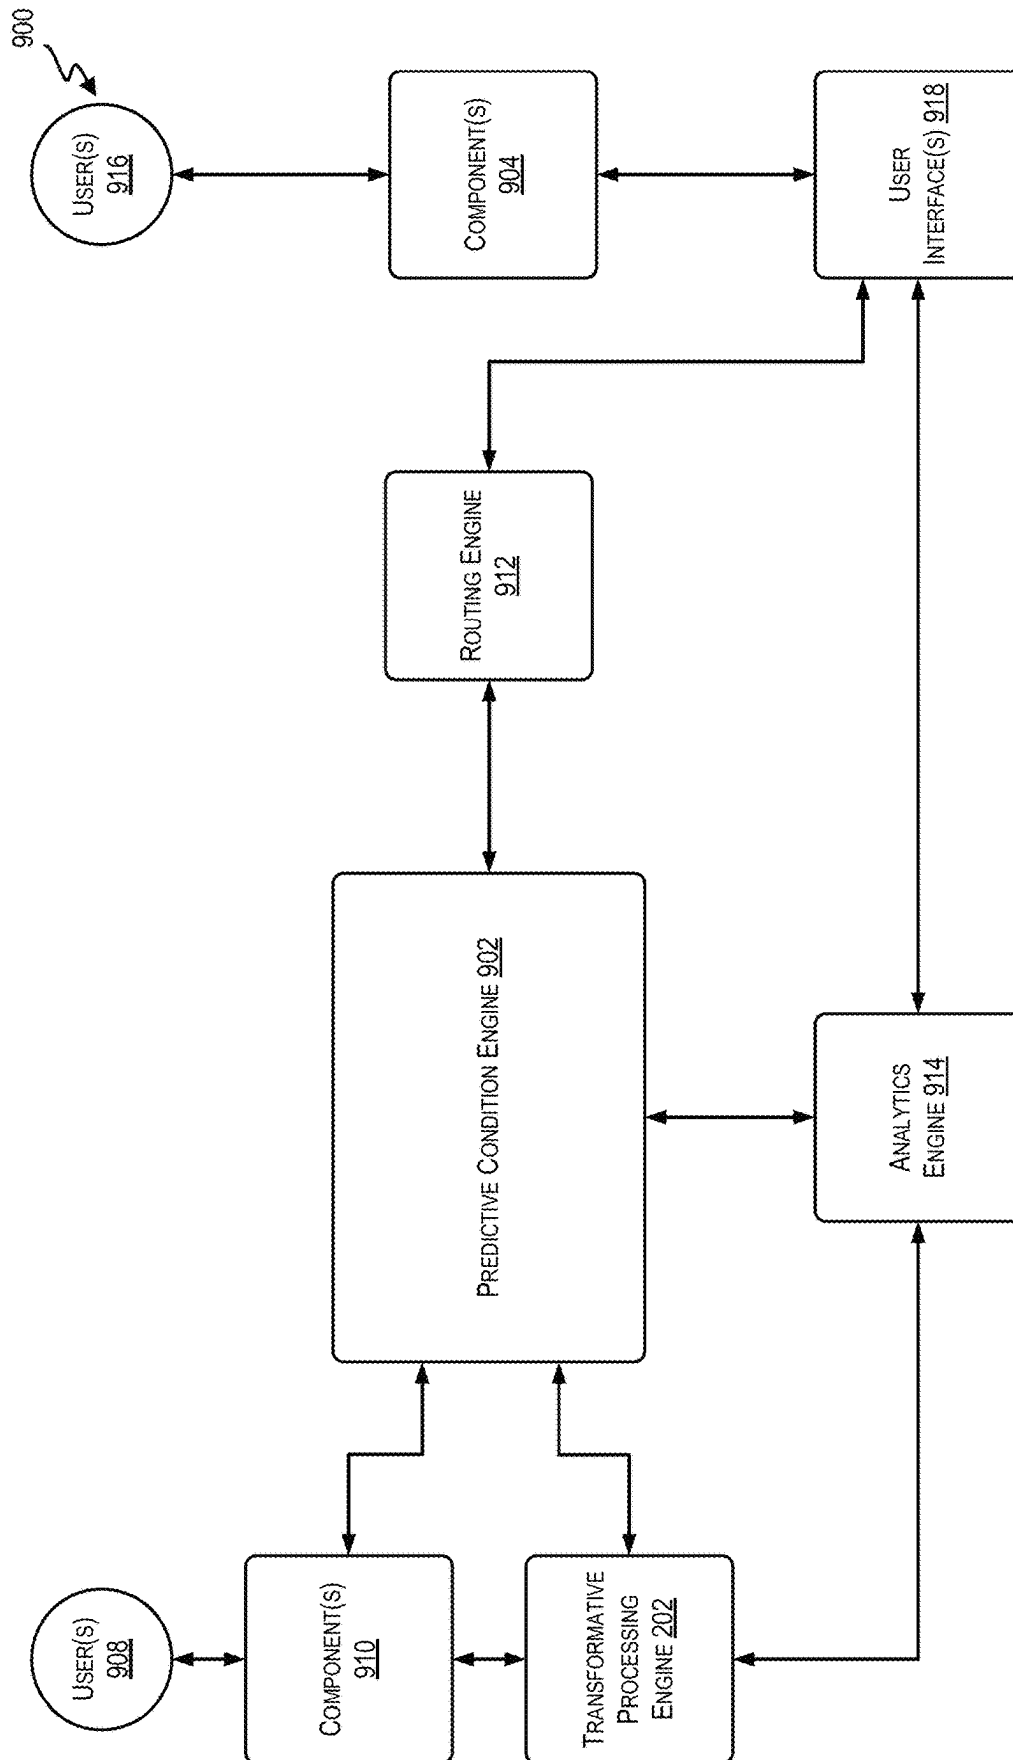 900
USER(S)
908
COMPONENT(S)
910
TRANSFORMATIVE
PROCESSING
ENGINE 202
PREDICTIVE CONDITION ENGINE 902
ANALYTICS
ENGINE 914
ROUTING ENGINE
912
USER(S)
916
COMPONENT(S)
904
USER
INTERFACE(S) 918